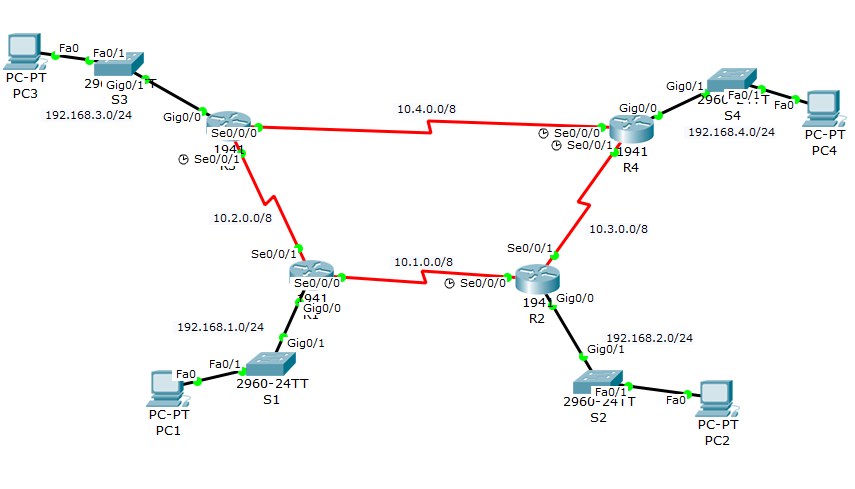 Fa0
Fa0/1
PC-PT
PC3
Gig0/1
S3
192.168.3.0/24
Gig0/0
Se0/0/0
1941
R3
Se0/0/1
10.4.0.0/8
Gig0/1
Fa0/1
Fa0
2960-24TT
S4
192.168.4.0/24
PC-PT
PC4
Gig0/0
Se0/0/0
Se0/0/1
1941
R4
10.2.0.0/8
10.3.0.0/8
Se0/0/1
10.1.0.0/8
Se0/0/0
1941
R1
Gig0/0
Se0/0/1
Se0/0/0
1941
R2
Gig0/0
192.168.1.0/24
Gig0/1
Fa0/1
Fa0
2960-24TT
S1
PC-PT
PC1
192.168.2.0/24
Gig0/1
Fa0/1
2960-24TT
S2
Fa0
PC-PT
PC2